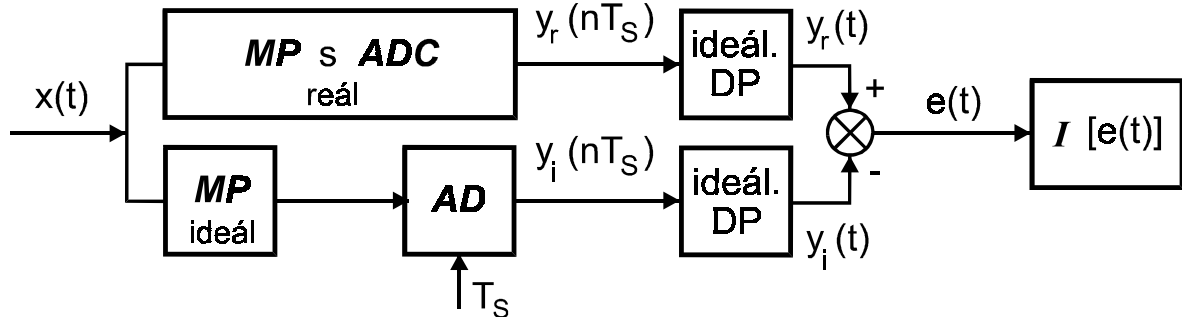 x(t)
MP s ADC
reál
y_r(nT_S)
ideál.
DP
y_r(t)
+
e(t)
I [e(t)]
MP
ideál
AD
T_S
y_i(nT_S)
ideál.
DP
-
y_i(t)